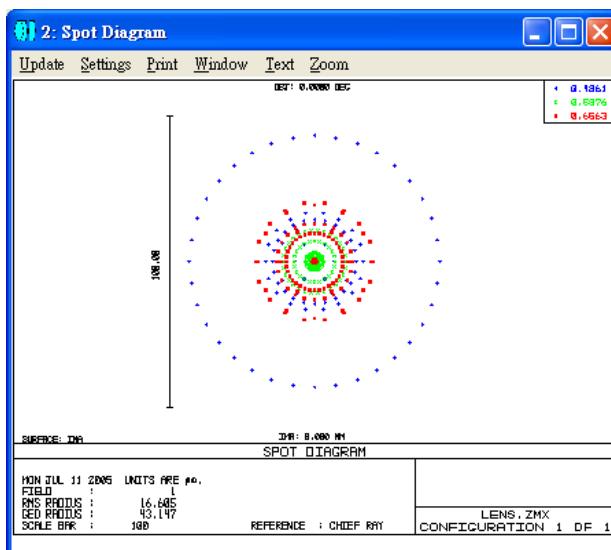 2: Spot Diagram
Update Settings Print Window Text Zoom
OBJ: 0.0000 DEG
0.4861
0.5876
0.6563
100.00
SURFACE: IMA
IMA: 0.000 MM
SPOT DIAGRAM
MON JUL 11 2005 UNITS ARE µm.
FIELD : 1
RMS RADIUS : 16.605
GEO RADIUS : 43.147
SCALE BAR : 100
REFERENCE : CHIEF RAY
LENS.ZMX
CONFIGURATION 1 OF 1